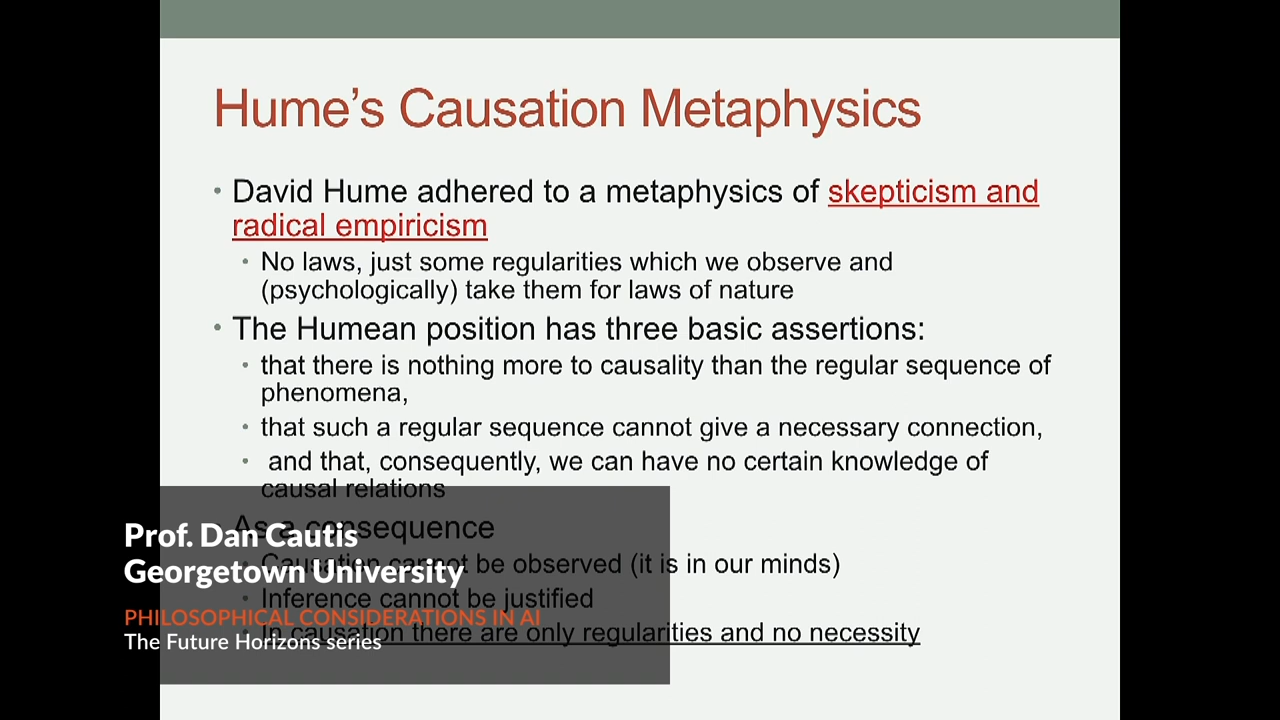 Hume's Causation Metaphysics
• David Hume adhered to a metaphysics of skepticism and
radical empiricism
• No laws, just some regularities which we observe and
(psychologically) take them for laws of nature
• The Humean position has three basic assertions:
• that there is nothing more to causality than the regular sequence of
phenomena,
• that such a regular sequence cannot give a necessary connection,
• and that, consequently, we can have no certain knowledge of
causal relations
• As a consequence
• Causation cannot be observed (it is in our minds)
• Inference cannot be justified
• In causation there are only regularities and no necessity
Prof. Dan Cautis
Georgetown University
PHILOSOPHICAL CONSIDERATIONS IN AI
The Future Horizons series